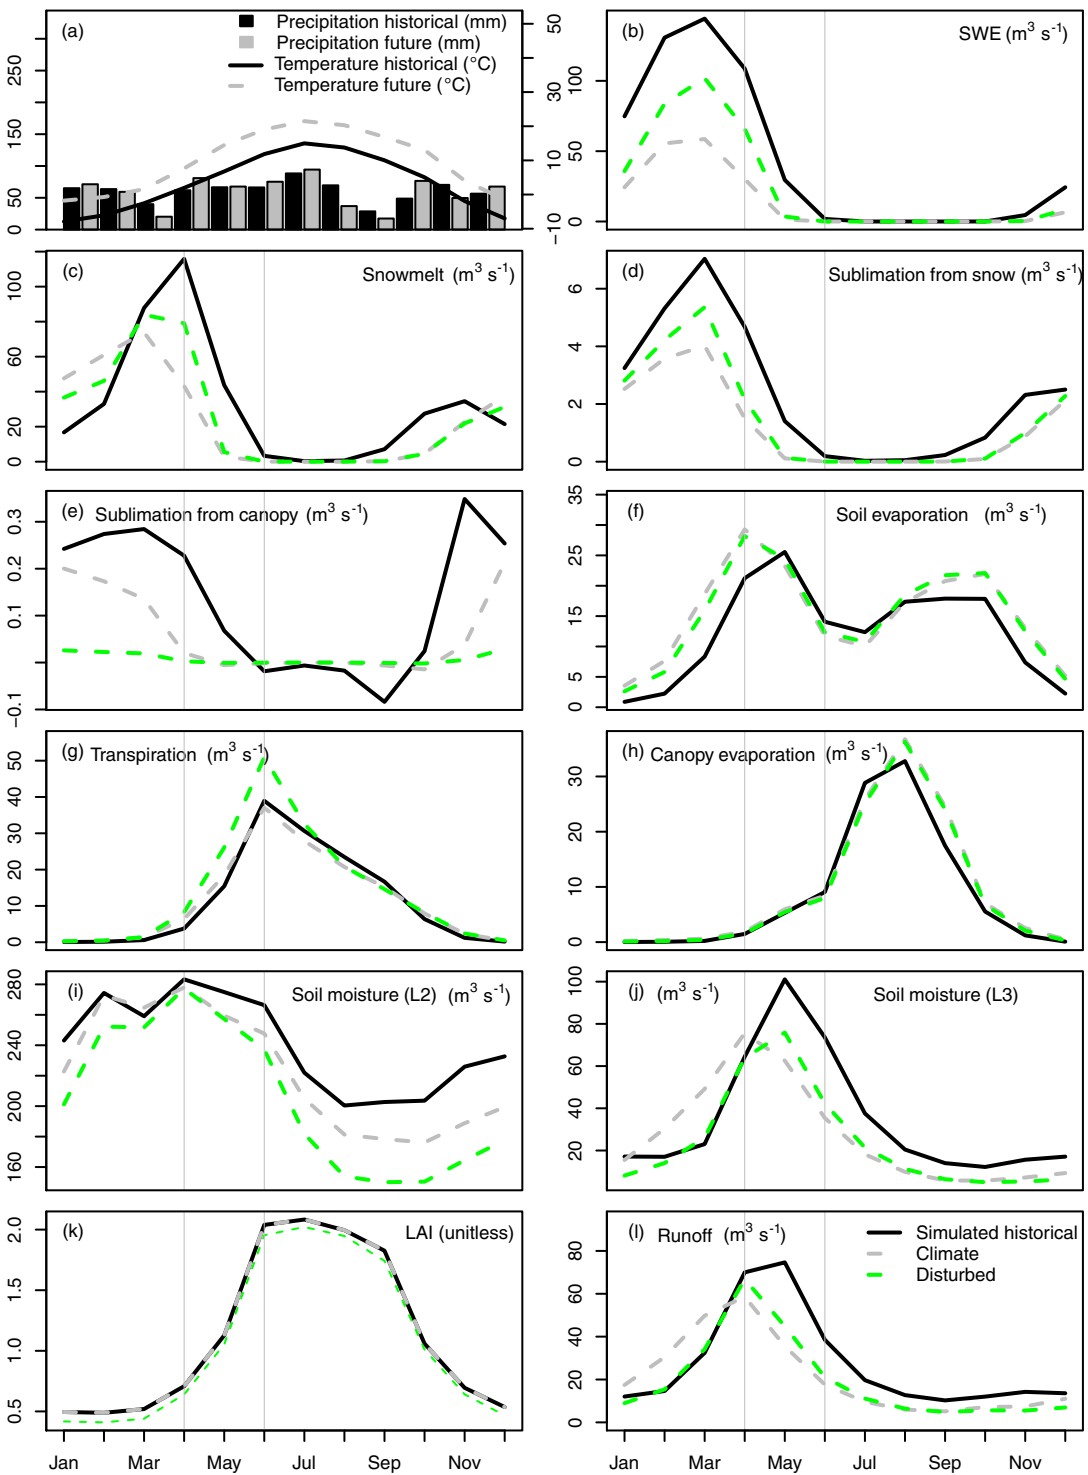 (a)
Precipitation historical (mm)
Precipitation future (mm)
Temperature historical (°C)
Temperature future (°C)
0 50 150 250
−10 10 30 50
(b) SWE (m3 s-1)
0 50 100
(c) Snowmelt (m3 s-1)
0 20 60 100
(d) Sublimation from snow (m3 s-1)
0 2 4 6
(e) Sublimation from canopy (m3 s-1)
−0.1 0.1 0.2 0.3
(f) Soil evaporation (m3 s-1)
0 5 15 25 35
(g) Transpiration (m3 s-1)
0 10 20 30 40 50
(h) Canopy evaporation (m3 s-1)
0 10 30
(i) Soil moisture (L2) (m3 s-1)
160 200 240 280
(j) (m3 s-1) Soil moisture (L3)
20 40 60 80 100
(k) LAI (unitless)
0.5 1.0 1.5 2.0
Jan Mar May Jul Sep Nov
(l) Runoff (m3 s-1)
Simulated historical
Climate
Disturbed
0 20 40 60 80
Jan Mar May Jul Sep Nov